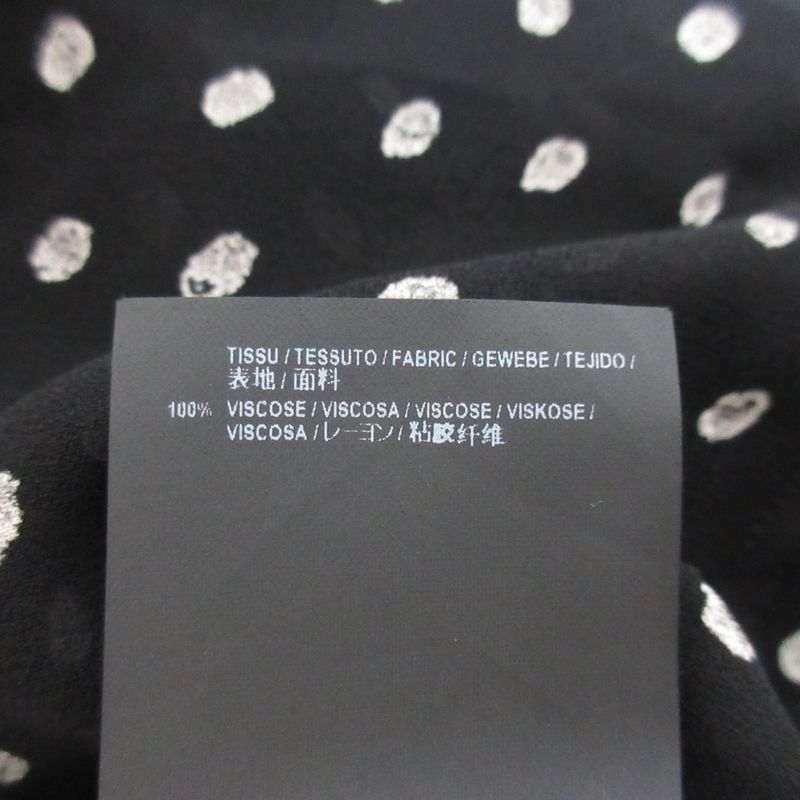 TISSU / TESSUTO / FABRIC / GEWEBE / TEJIDO /
表地 / 面料
100% VISCOSE / VISCOSA / VISCOSE / VISKOSE /
VISCOSA / レーヨン / 粘胶纤维